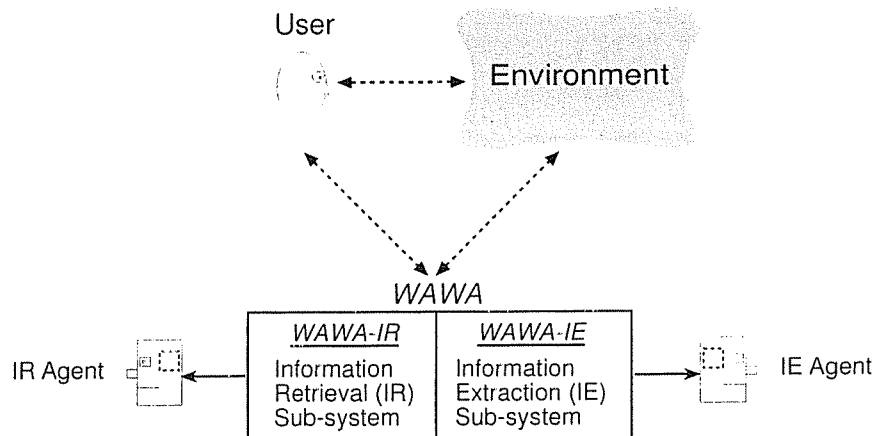 User
Environment
WAWA
WAWA-IR
Information
Retrieval (IR)
Sub-system
WAWA-IE
Information
Extraction (IE)
Sub-system
IR Agent
IE Agent